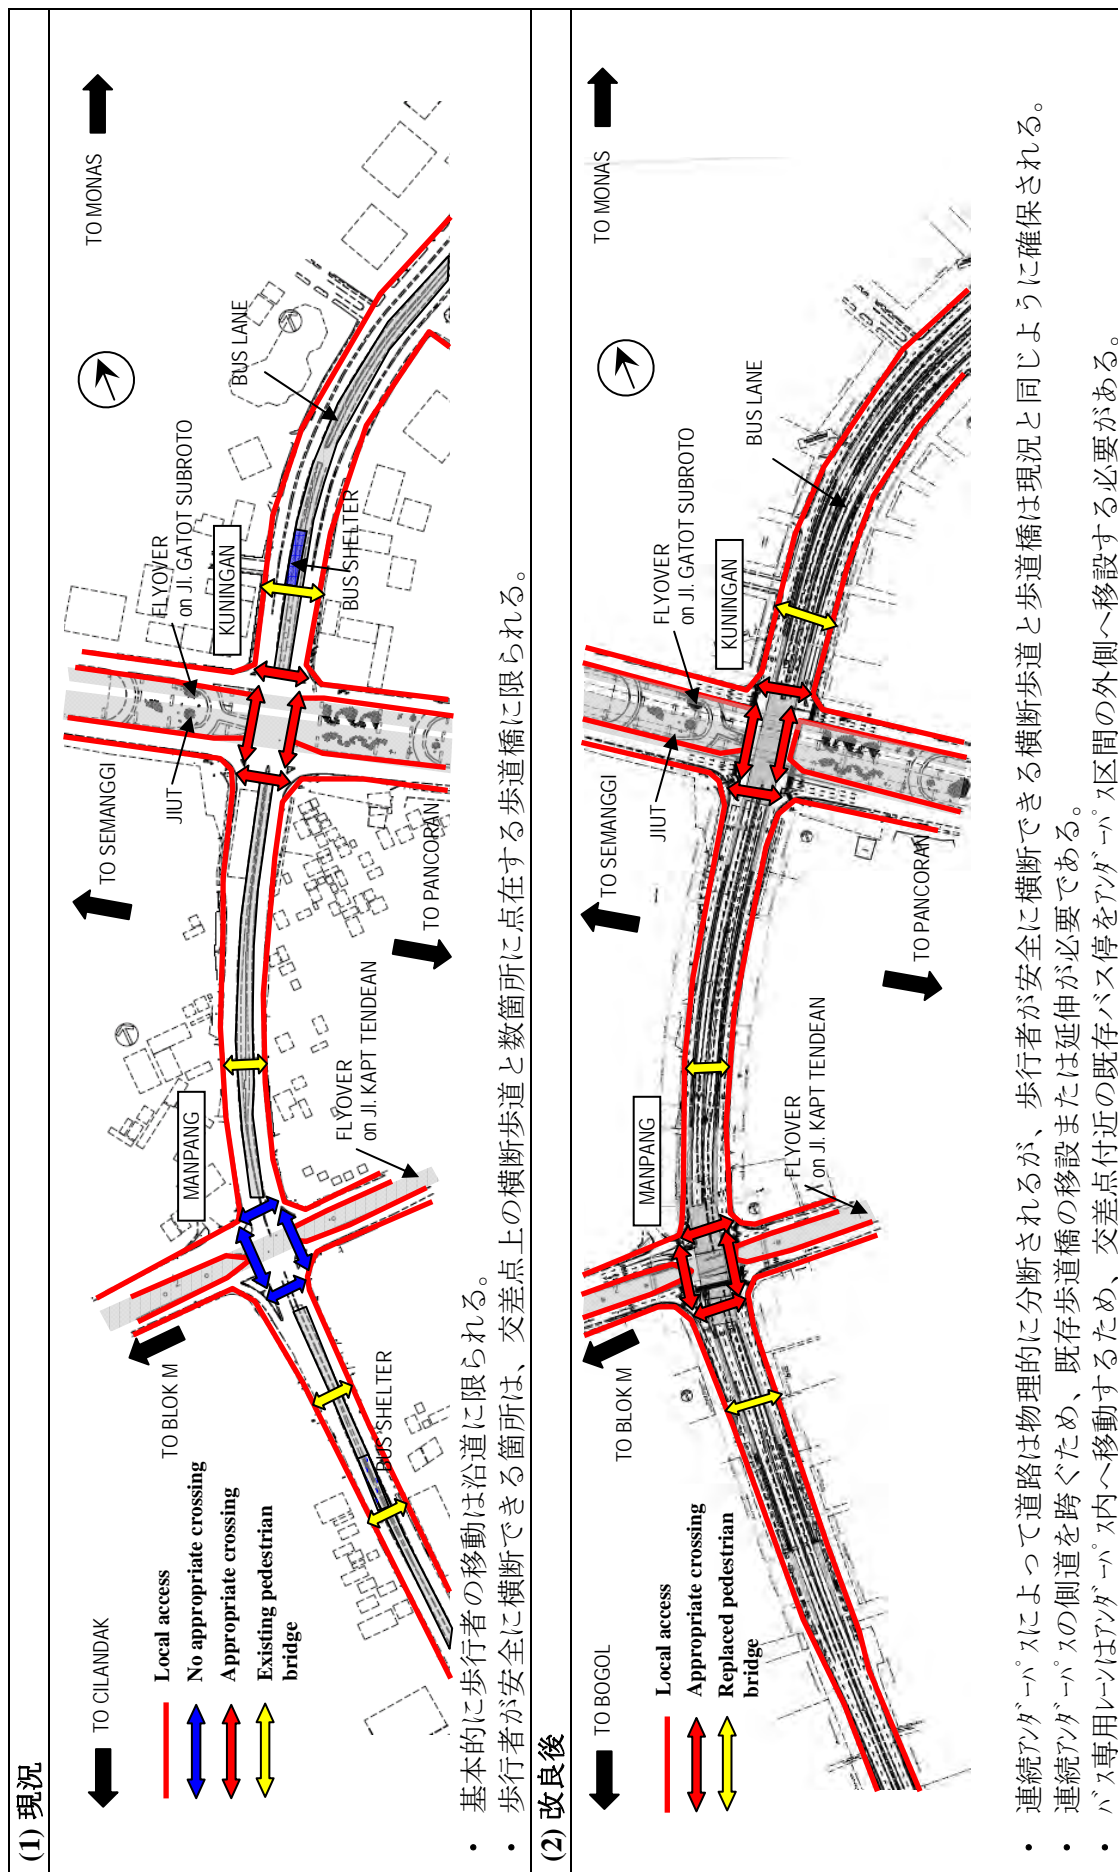 (1) 現況
TO CILANDAK
TO MONAS
TO BLOK M
TO SEMANGGI
TO PANCORAN
MANPANG
KUNINGAN
JIUT
FLYOVER
on Jl. GATOT SUBROTO
FLYOVER
on Jl. KAPT TENDEAN
BUS LANE
BUS SHELTER
BUS SHELTER
Local access
No appropriate crossing
Appropriate crossing
Existing pedestrian
bridge
・ 基本的に歩行者の移動は沿道に限られる。
・ 歩行者が安全に横断できる箇所は、交差点上の横断歩道と数箇所に点在する歩道橋に限られる。
(2) 改良後
TO BOGOL
TO MONAS
TO BLOK M
TO SEMANGGI
TO PANCORAN
MANPANG
KUNINGAN
JIUT
FLYOVER
on Jl. GATOT SUBROTO
FLYOVER
on Jl. KAPT TENDEAN
BUS LANE
Local access
Appropriate crossing
Replaced pedestrian
bridge
・ 連続ｱﾝﾀﾞｰﾊﾟｽによって道路は物理的に分断されるが、歩行者が安全に横断できる横断歩道と歩道橋は現況と同じように確保される。
・ 連続ｱﾝﾀﾞｰﾊﾟｽの側道を跨ぐため、既存歩道橋の移設または延伸が必要である。
・ ﾊﾞｽ専用ﾚｰﾝはｱﾝﾀﾞｰﾊﾟｽ内へ移動するため、交差点付近の既存バス停をｱﾝﾀﾞｰﾊﾟｽ区間の外側へ移設する必要がある。